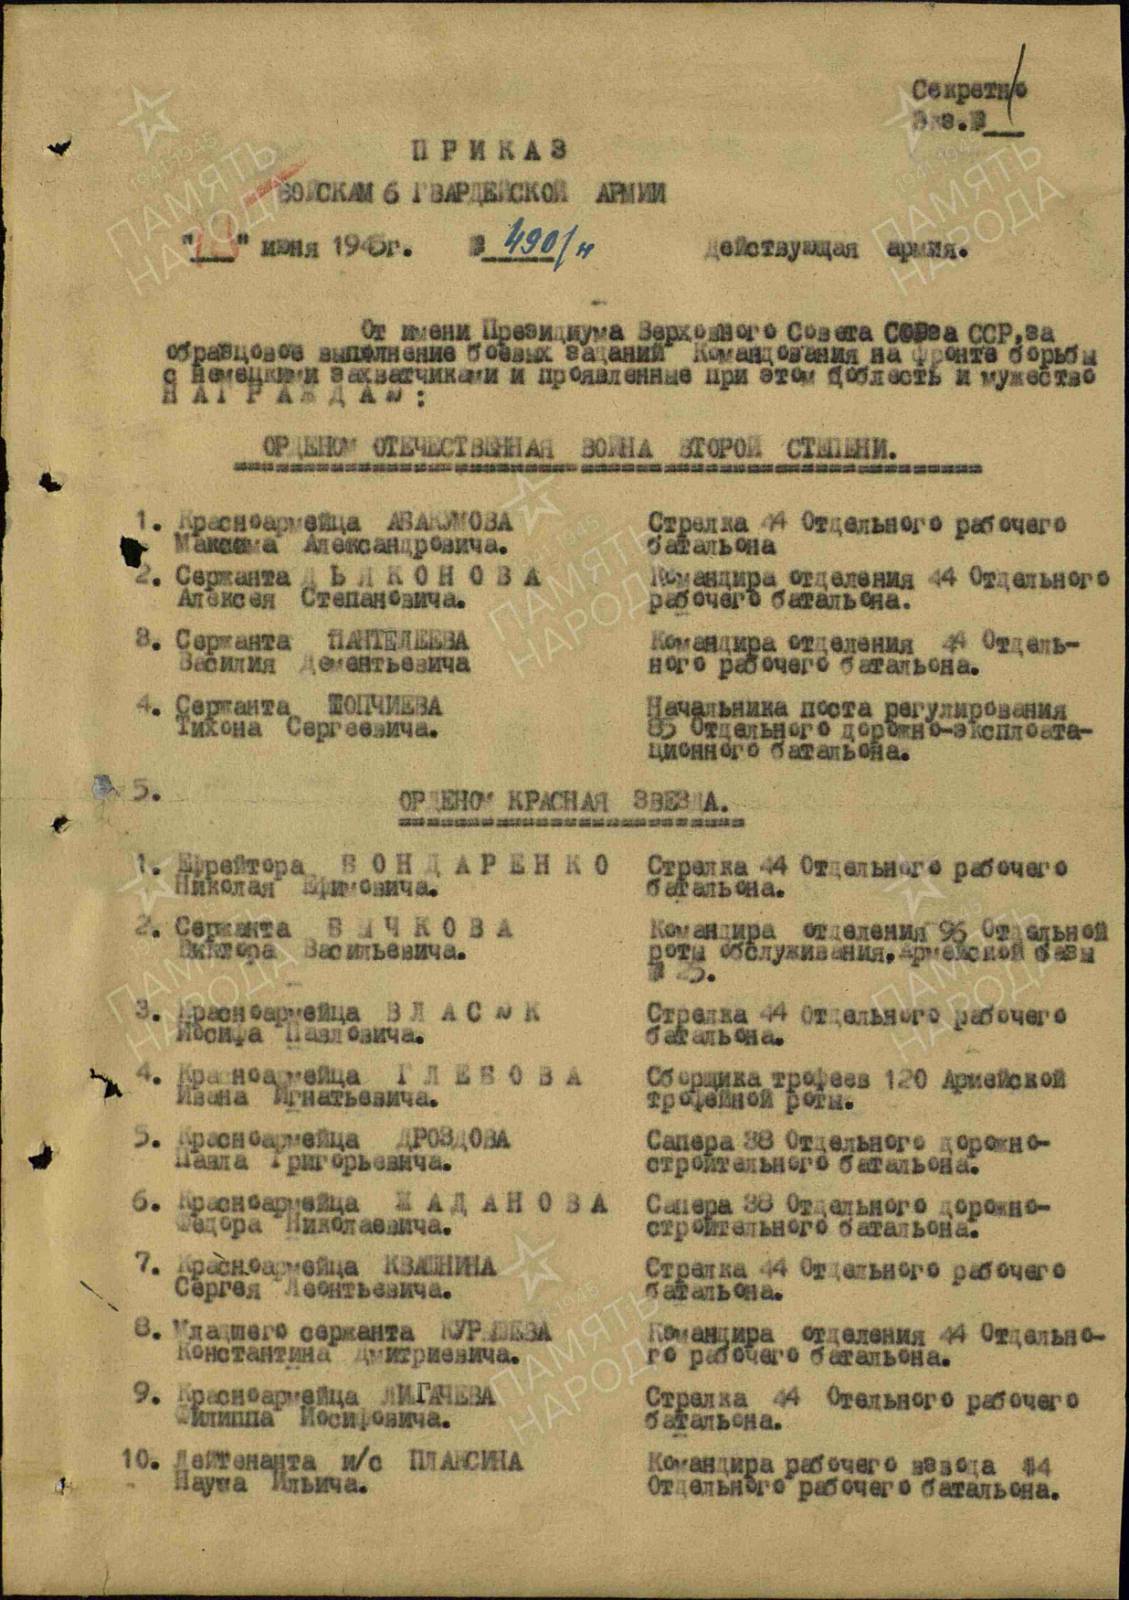 Секретно
Экз.№
ПРИКАЗ
ВОЙСКАМ 6 ГВАРДЕЙСКОЙ АРМИИ
" " июня 1945г. № 490/н Действующая армия.
От имени Президиума Верховного Совета Союза ССР,за
образцовое выполнение боевых заданий Командования на фронте борьбы
с немецкими захватчиками и проявленные при этом доблесть и мужество
НАГРАЖДАЮ:
ОРДЕНОМ ОТЕЧЕСТВЕННАЯ ВОЙНА ВТОРОЙ СТЕПЕНИ.
1. Красноармейца АБАКУМОВА Стрелка 44 Отдельного рабочего
Максима Александровича. батальона
2. Сержанта ДЬЯКОНОВА Командира отделения 44 Отдельного
Алексея Степановича. рабочего батальона.
3. Сержанта ПАНТЕЛЕЕВА Командира отделения 44 Отдель-
Василия Дементьевича ного рабочего батальона.
4. Сержанта ШОПЧИЕВА Начальника поста регулирования
Тихона Сергеевича. 85 Отдельного дорожно-эксплоата-
ционного батальона.
5.
ОРДЕНОМ КРАСНАЯ ЗВЕЗДА.
1. Ефрейтора БОНДАРЕНКО Стрелка 44 Отдельного рабочего
Николая Ефимовича. батальона.
2. Сержанта БЫЧКОВА Командира отделения 95 Отдельной
Виктора Васильевича. роты обслуживания, Армейской базы
№ 25.
3. Красноармейца ВЛАСЮК Стрелка 44 Отдельного рабочего
Иосифа Павловича. батальона.
4. Красноармейца ГЛЕБОВА Сборщика трофеев 120 Армейской
Ивана Игнатьевича. трофейной роты.
5. Красноармейца ДРОЗДОВА Сапера 38 Отдельного дорожно-
Павла Григорьевича. строительного батальона.
6. Красноармейца ЖАДАНОВА Сапера 38 Отдельного дорожно-
Федора Николаевича. строительного батальона.
7. Красноармейца КВАШНИНА Стрелка 44 Отдельного рабочего
Сергея Леонтьевича. батальона.
8. Младшего сержанта Командира отделения 44 Отдельно-
Константина Дмитриевича. го рабочего батальона.
9. Красноармейца ЛИГАЧЕВА Стрелка 44 Отельного рабочего
Филиппа Иосифовича. батальона.
10. Лейтенанта и/с ПЛАКСИНА Командира рабочего взвода 44
Наума Ильича. Отдельного рабочего батальона.